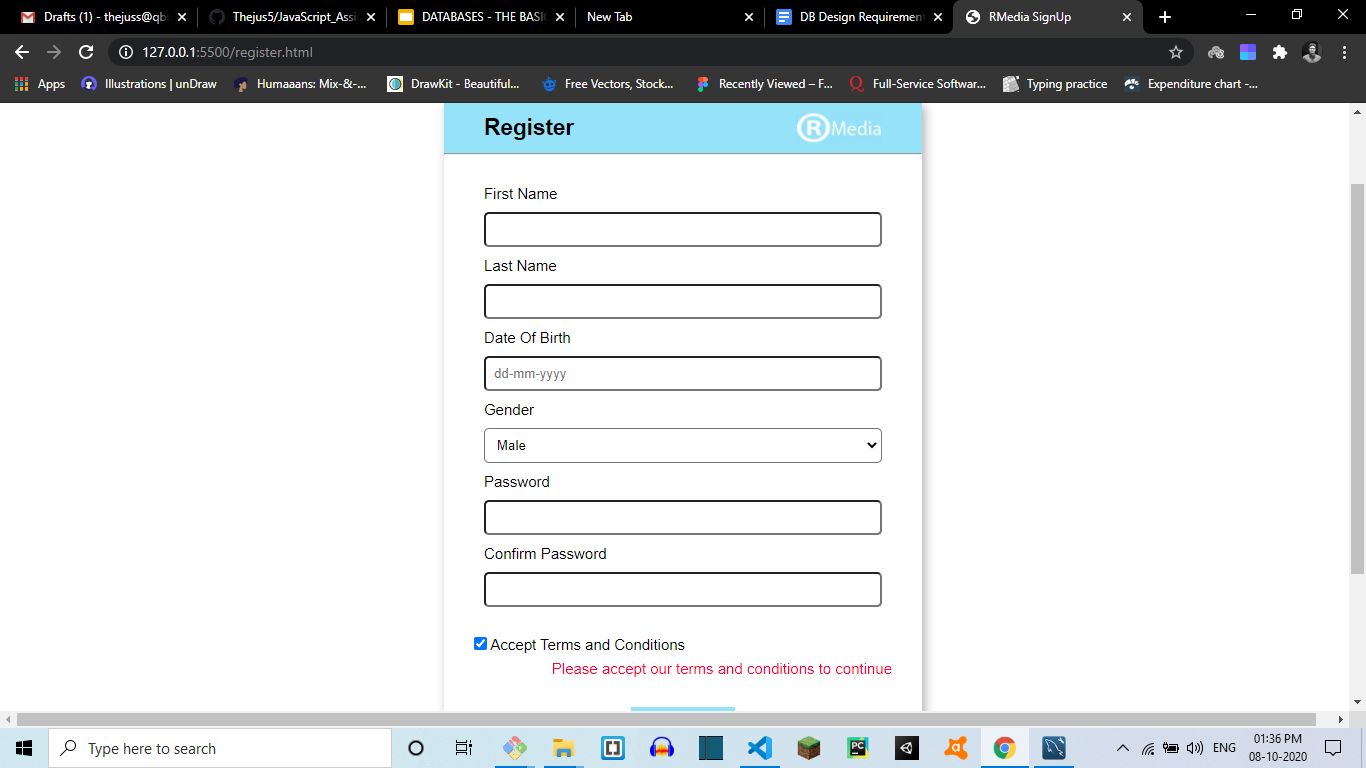 Drafts (1) - thejuss@qb
Thejus5/JavaScript_Assi
DATABASES - THE BASIC
New Tab
DB Design Requirement
RMedia SignUp
127.0.0.1:5500/register.html
Apps
Illustrations | unDraw
Humaaans: Mix-&-...
DrawKit - Beautiful...
Free Vectors, Stock...
Recently Viewed – F...
Full-Service Softwar...
Typing practice
Expenditure chart -...
Register
R Media
First Name
Last Name
Date Of Birth
dd-mm-yyyy
Gender
Male
Password
Confirm Password
Accept Terms and Conditions
Please accept our terms and conditions to continue
Type here to search
ENG
01:36 PM
08-10-2020